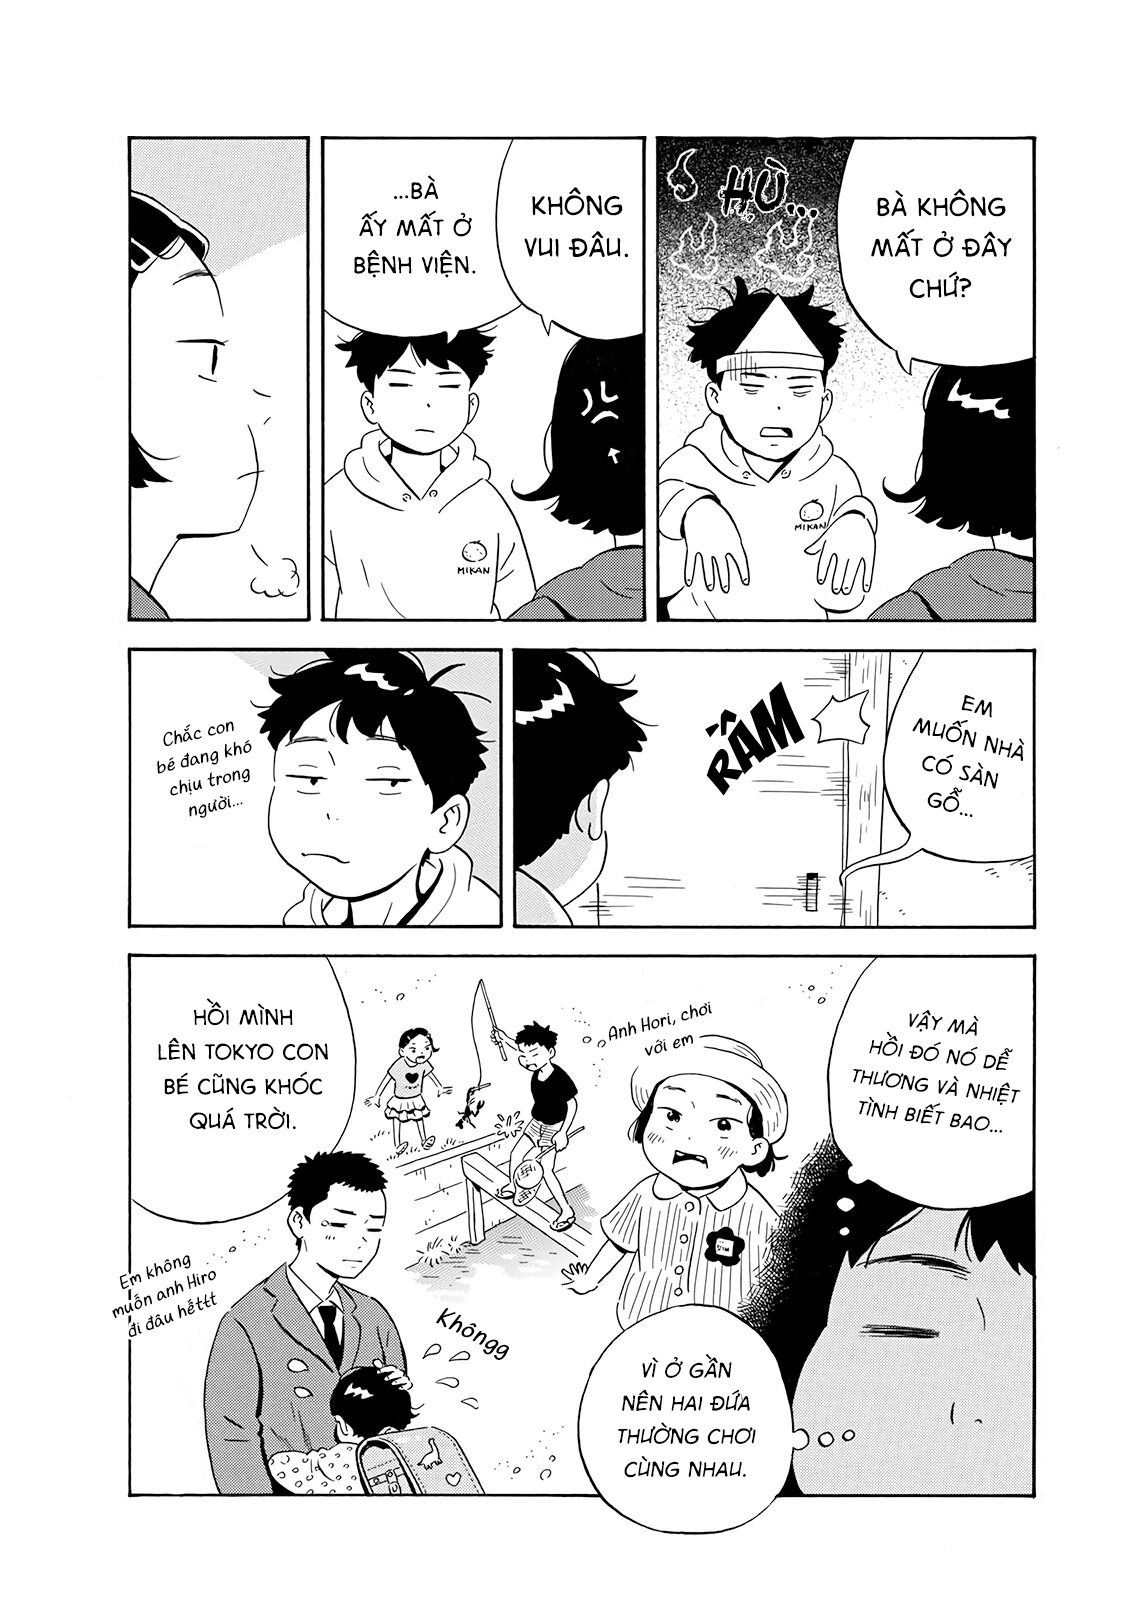 BÀ KHÔNG
MẤT Ở ĐÂY
CHỨ?
HÙ...
MIKAN
KHÔNG
VUI ĐÂU.
...BÀ
ẤY MẤT Ở
BỆNH VIỆN.
MIKAN
EM
MUỐN NHÀ
CÓ SÀN
GỖ...
RẦM
Chắc con
bé đang khó
chịu trong
người...
VẬY MÀ
HỒI ĐÓ NÓ DỄ
THƯƠNG VÀ NHIỆT
TÌNH BIẾT BAO...
Anh Hori, chơi
với em
VÌ Ở GẦN
NÊN HAI ĐỨA
THƯỜNG CHƠI
CÙNG NHAU.
HỒI MÌNH
LÊN TOKYO CON
BÉ CŨNG KHÓC
QUÁ TRỜI.
Em không
muốn anh Hiro
đi đâu hếttt
Khôngg